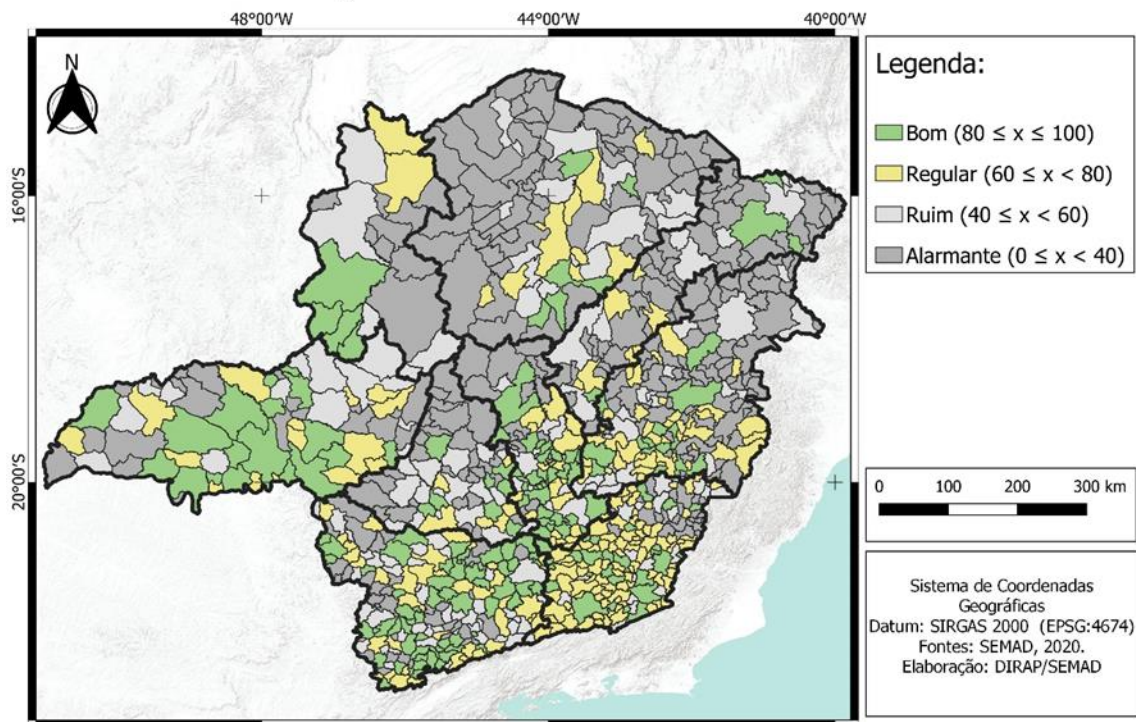 48°00'W 44°00'W 40°00'W
N
16°00'S
20°00'S
Legenda:
Bom (80 ≤ x ≤ 100)
Regular (60 ≤ x < 80)
Ruim (40 ≤ x < 60)
Alarmante (0 ≤ x < 40)
0 100 200 300 km
Sistema de Coordenadas
Geográficas
Datum: SIRGAS 2000 (EPSG:4674)
Fontes: SEMAD, 2020.
Elaboração: DIRAP/SEMAD